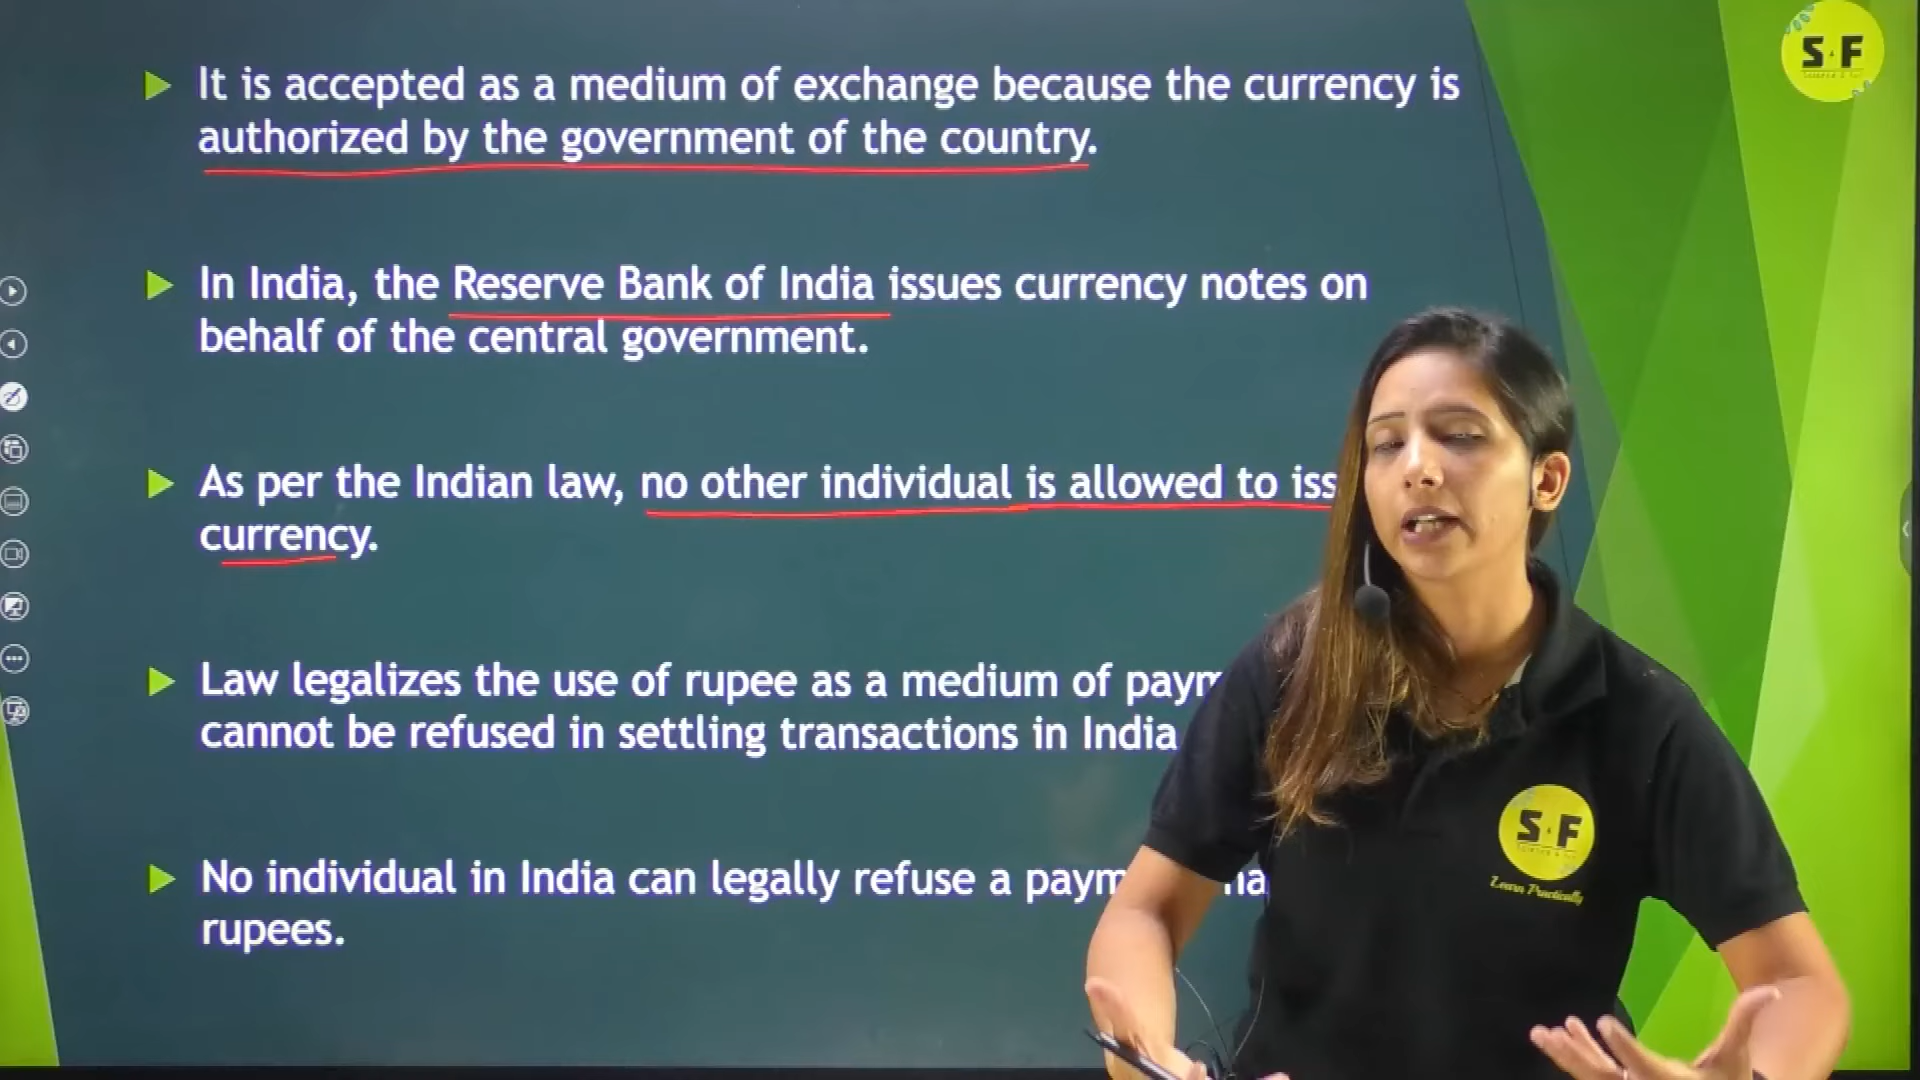 It is accepted as a medium of exchange because the currency is
authorized by the government of the country.
In India, the Reserve Bank of India issues currency notes on
behalf of the central government.
As per the Indian law, no other individual is allowed to
currency.
Law legalizes the use of rupee as a medium of
cannot be refused in settling transactions in India
No individual in India can legally refuse a
rupees.
S F
S F
Learn Practically